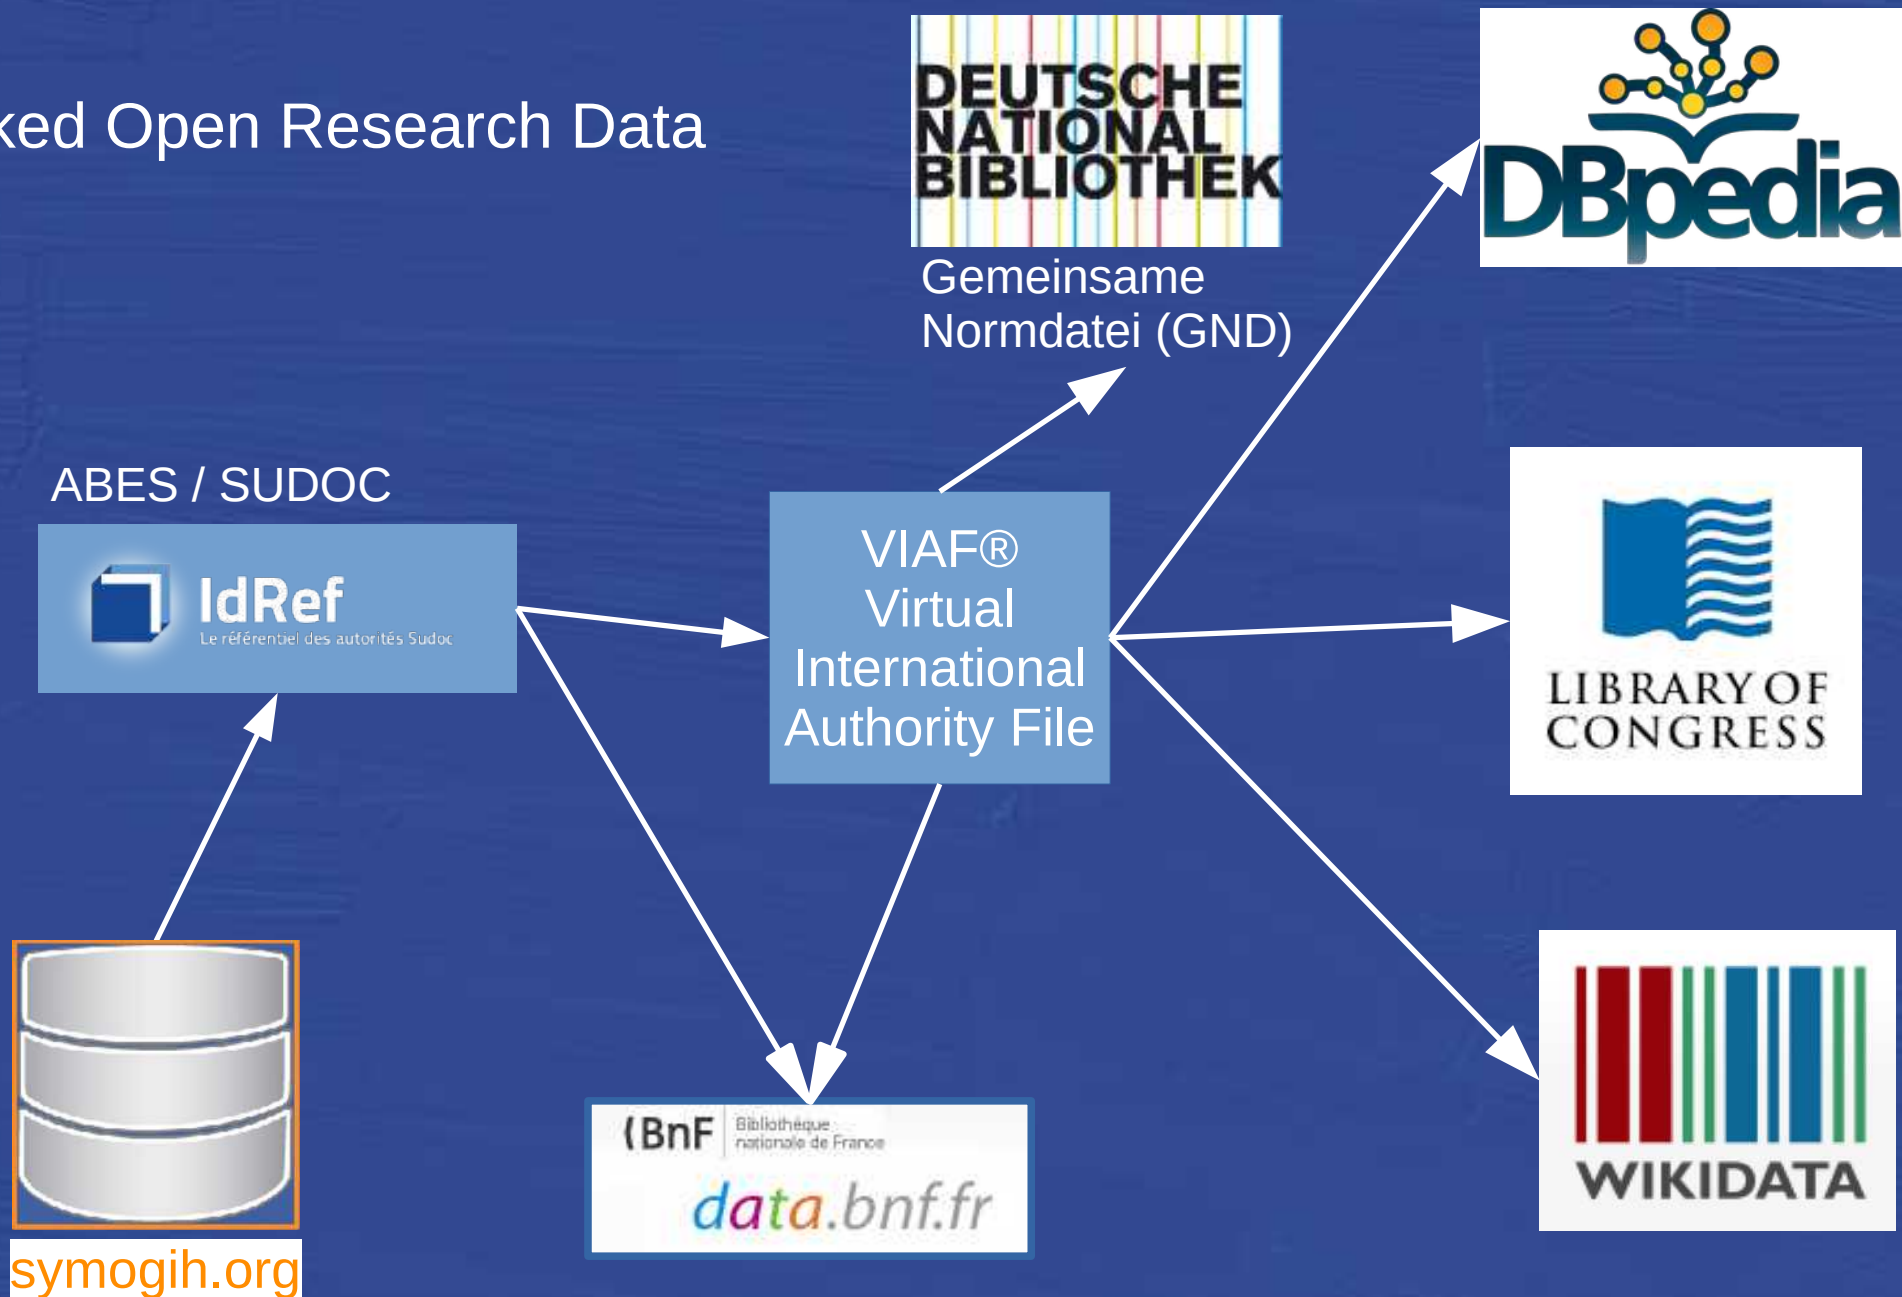 ked Open Research Data
DEUTSCHE
NATIONAL
BIBLIOTHEK
Gemeinsame
Normdatei (GND)
DBpedia
ABES / SUDOC
IdRef
Le référentiel des autorités Sudoc
VIAF®
Virtual
International
Authority File
LIBRARY OF
CONGRESS
(BnF
Bibliothèque
nationale de France
data.bnf.fr
WIKIDATA
symogih.org